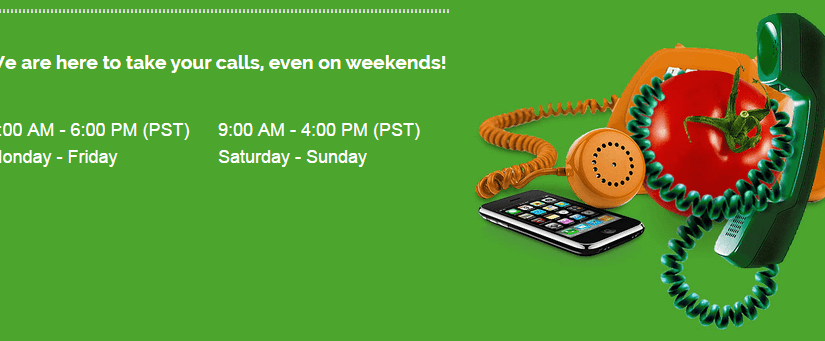 are here to take your calls, even on weekends!
:00 AM - 6:00 PM (PST)
- Friday
9:00 AM - 4:00 PM (PST)
Saturday - Sunday